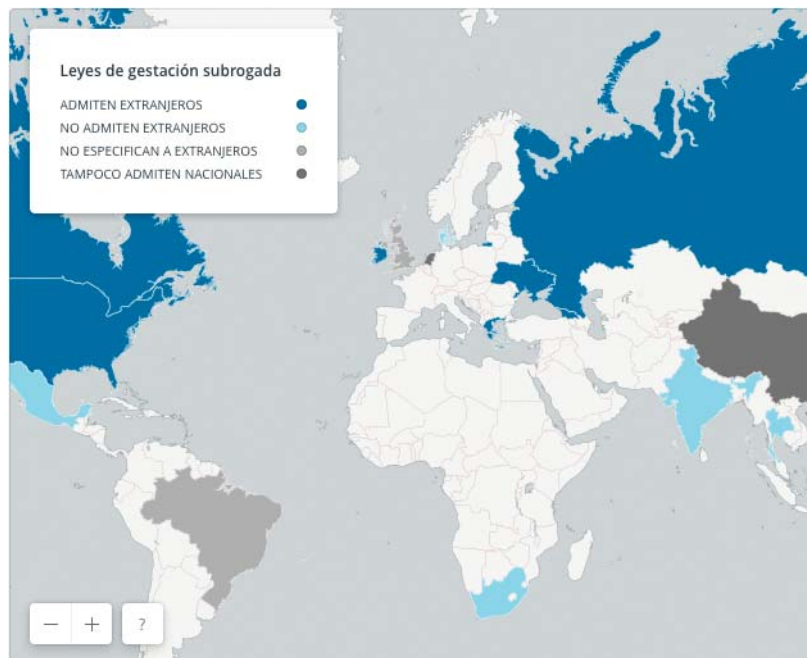 Leyes de gestación subrogada
ADMITEN EXTRANJEROS
NO ADMITEN EXTRANJEROS
NO ESPECIFICAN A EXTRANJEROS
TAMPOCO ADMITEN NACIONALES
− + ?